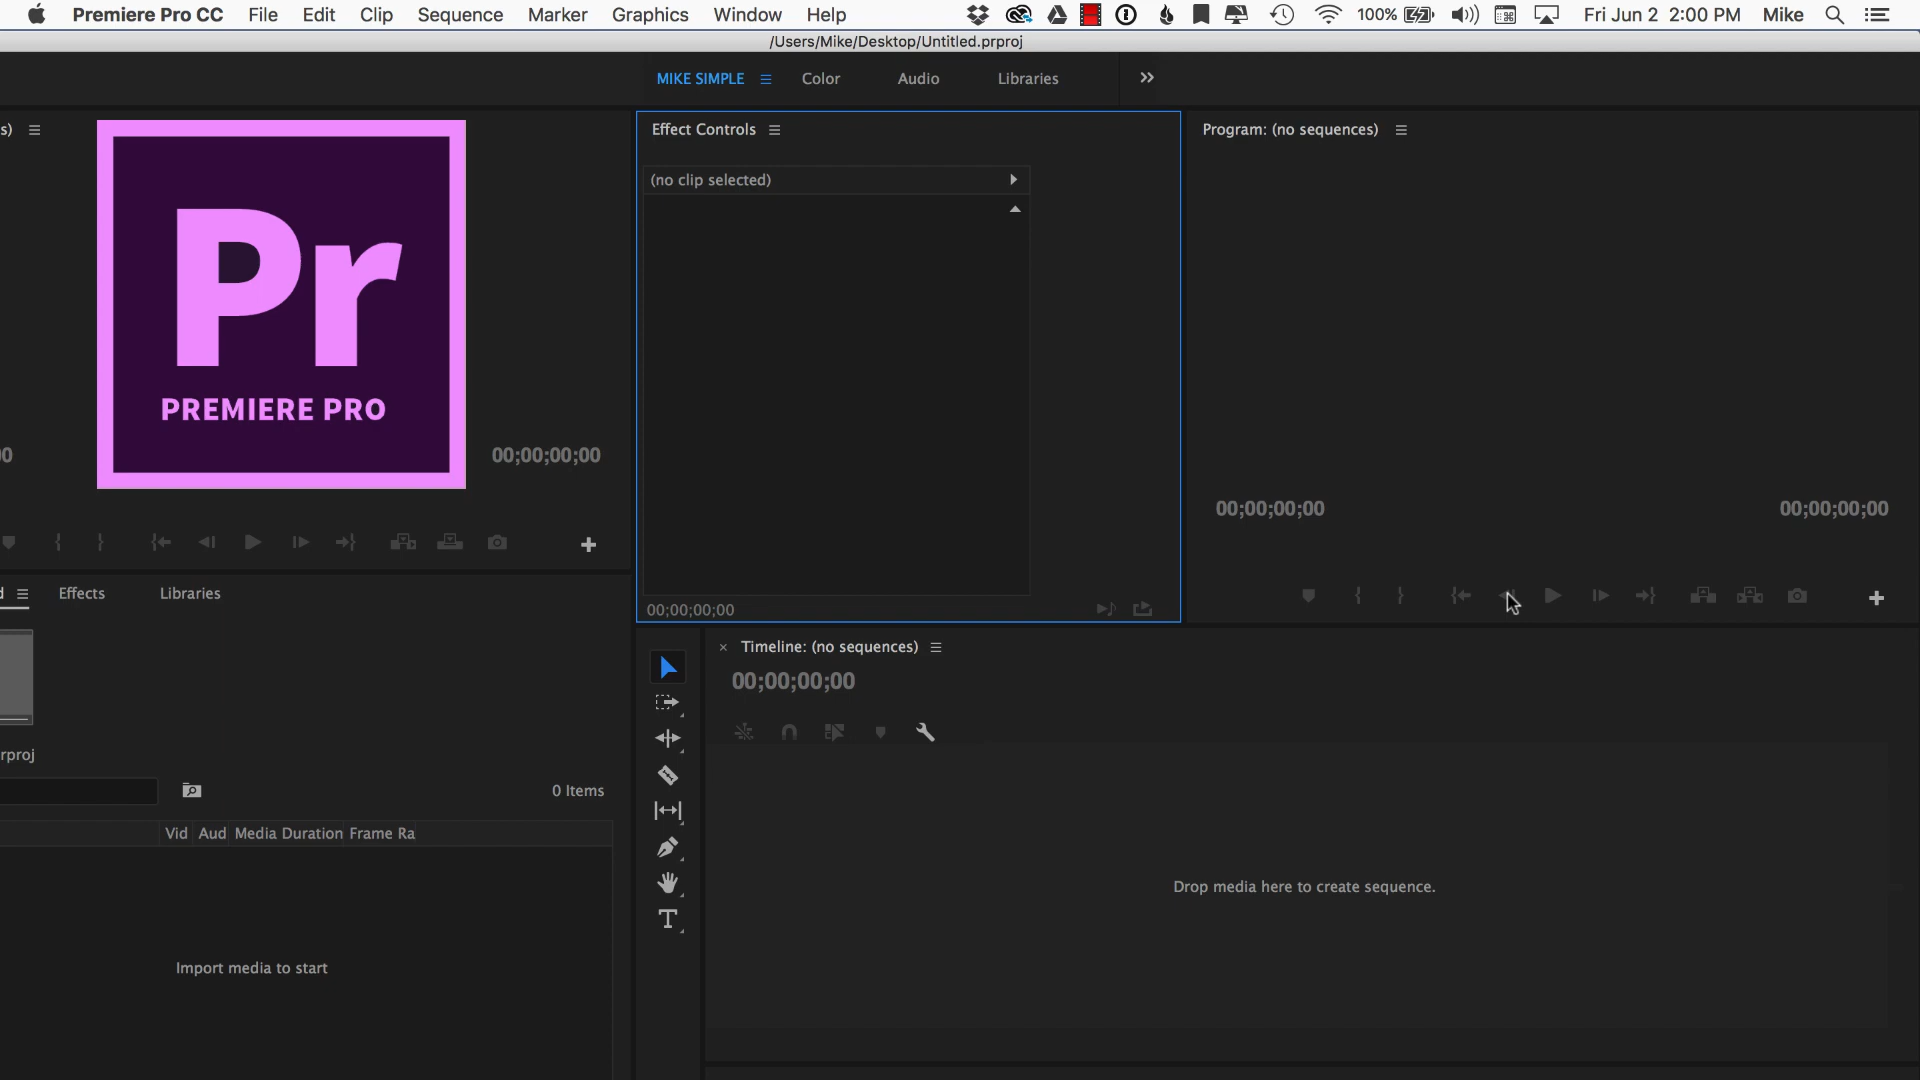 Premiere Pro CC File Edit Clip Sequence Marker Graphics Window Help 100% Fri Jun 2 2:00 PM Mike
/Users/Mike/Desktop/Untitled.prproj
MIKE SIMPLE Color Audio Libraries
s) Effect Controls Program: (no sequences)
(no clip selected)
Pr
PREMIERE PRO
00;00;00;00
00;00;00;00 00;00;00;00
Effects Libraries
00;00;00;00
Timeline: (no sequences)
00;00;00;00
rproj
0 Items
Vid Aud Media Duration Frame Ra
Drop media here to create sequence.
Import media to start